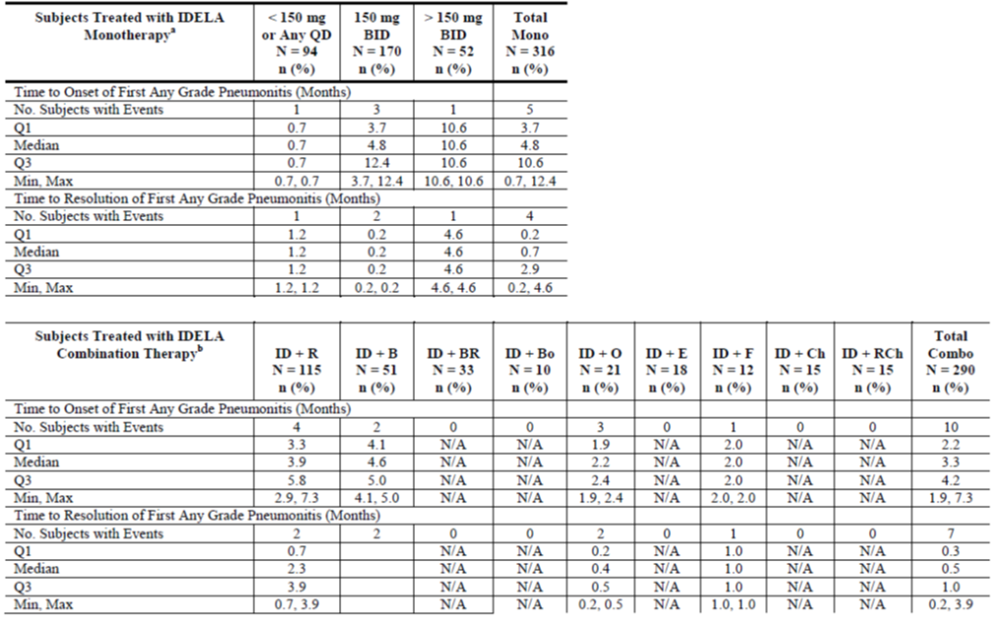 Subjects Treated with IDELA Monotherapyᵃ | < 150 mg or Any QD N = 94 n (%) | 150 mg BID N = 170 n (%) | > 150 mg BID N = 52 n (%) | Total Mono N = 316 n (%)
Time to Onset of First Any Grade Pneumonitis (Months)
No. Subjects with Events 1 3 1 5
Q1 0.7 3.7 10.6 3.7
Median 0.7 4.8 10.6 4.8
Q3 0.7 12.4 10.6 10.6
Min, Max 0.7, 0.7 3.7, 12.4 10.6, 10.6 0.7, 12.4
Time to Resolution of First Any Grade Pneumonitis (Months)
No. Subjects with Events 1 2 1 4
Q1 1.2 0.2 4.6 0.2
Median 1.2 0.2 4.6 0.7
Q3 1.2 0.2 4.6 2.9
Min, Max 1.2, 1.2 0.2, 0.2 4.6, 4.6 0.2, 4.6
Subjects Treated with IDELA Combination Therapyᵇ | ID + R N = 115 n (%) | ID + B N = 51 n (%) | ID + BR N = 33 n (%) | ID + Bo N = 10 n (%) | ID + O N = 21 n (%) | ID + E N = 18 n (%) | ID + F N = 12 n (%) | ID + Ch N = 15 n (%) | ID + RCh N = 15 n (%) | Total Combo N = 290 n (%)
Time to Onset of First Any Grade Pneumonitis (Months)
No. Subjects with Events 4 2 0 0 3 0 1 0 0 10
Q1 3.3 4.1 N/A N/A 1.9 N/A 2.0 N/A N/A 2.2
Median 3.9 4.6 N/A N/A 2.2 N/A 2.0 N/A N/A 3.3
Q3 5.8 5.0 N/A N/A 2.4 N/A 2.0 N/A N/A 4.2
Min, Max 2.9, 7.3 4.1, 5.0 N/A N/A 1.9, 2.4 N/A 2.0, 2.0 N/A N/A 1.9, 7.3
Time to Resolution of First Any Grade Pneumonitis (Months)
No. Subjects with Events 2 2 0 0 2 0 1 0 0 7
Q1 0.7 N/A N/A 0.2 N/A 1.0 N/A N/A 0.3
Median 2.3 N/A N/A 0.4 N/A 1.0 N/A N/A 0.5
Q3 3.9 N/A N/A 0.5 N/A 1.0 N/A N/A 1.0
Min, Max 0.7, 3.9 N/A N/A 0.2, 0.5 N/A 1.0, 1.0 N/A N/A 0.2, 3.9